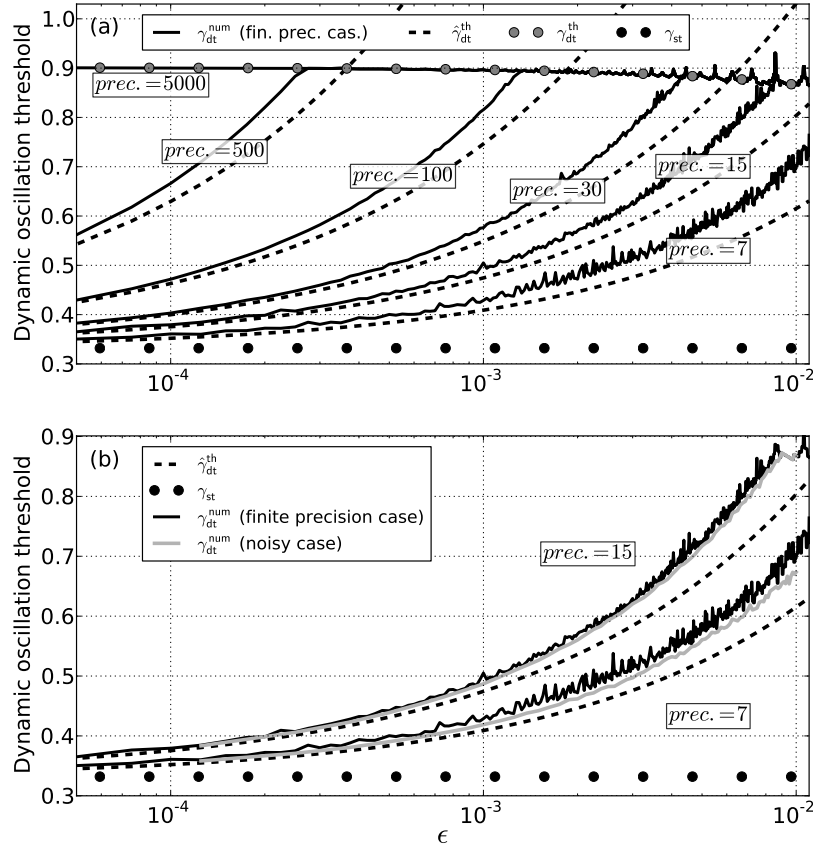 (a)
γ_dt^num (fin. prec. cas.) γ̂_dt^th γ_dt^th γ_st
1.0
0.9
0.8
0.7
0.6
0.5
0.4
0.3
Dynamic oscillation threshold
prec.=5000
prec.=500
prec.=100
prec.=30
prec.=15
prec.=7
10^-4 10^-3 10^-2
(b)
γ̂_dt^th
γ_st
γ_dt^num (finite precision case)
γ_dt^num (noisy case)
0.9
0.8
0.7
0.6
0.5
0.4
0.3
Dynamic oscillation threshold
prec.=15
prec.=7
10^-4 10^-3 10^-2
ϵ